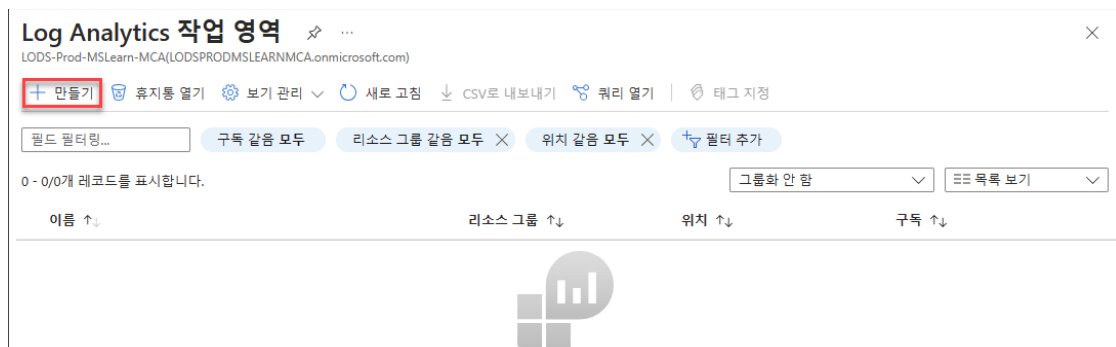 Log Analytics 작업 영역 ...
LODS-Prod-MSLearn-MCA(LODSPRODMSLEARNMCA.onmicrosoft.com)
+ 만들기 휴지통 열기 보기 관리 새로 고침 CSV로 내보내기 쿼리 열기 태그 지정
필드 필터링... 구독 같음 모두 리소스 그룹 같음 모두 위치 같음 모두 필터 추가
0 - 0/0개 레코드를 표시합니다. 그룹화 안 함 목록 보기
이름 ↑↓ 리소스 그룹 ↑↓ 위치 ↑↓ 구독 ↑↓